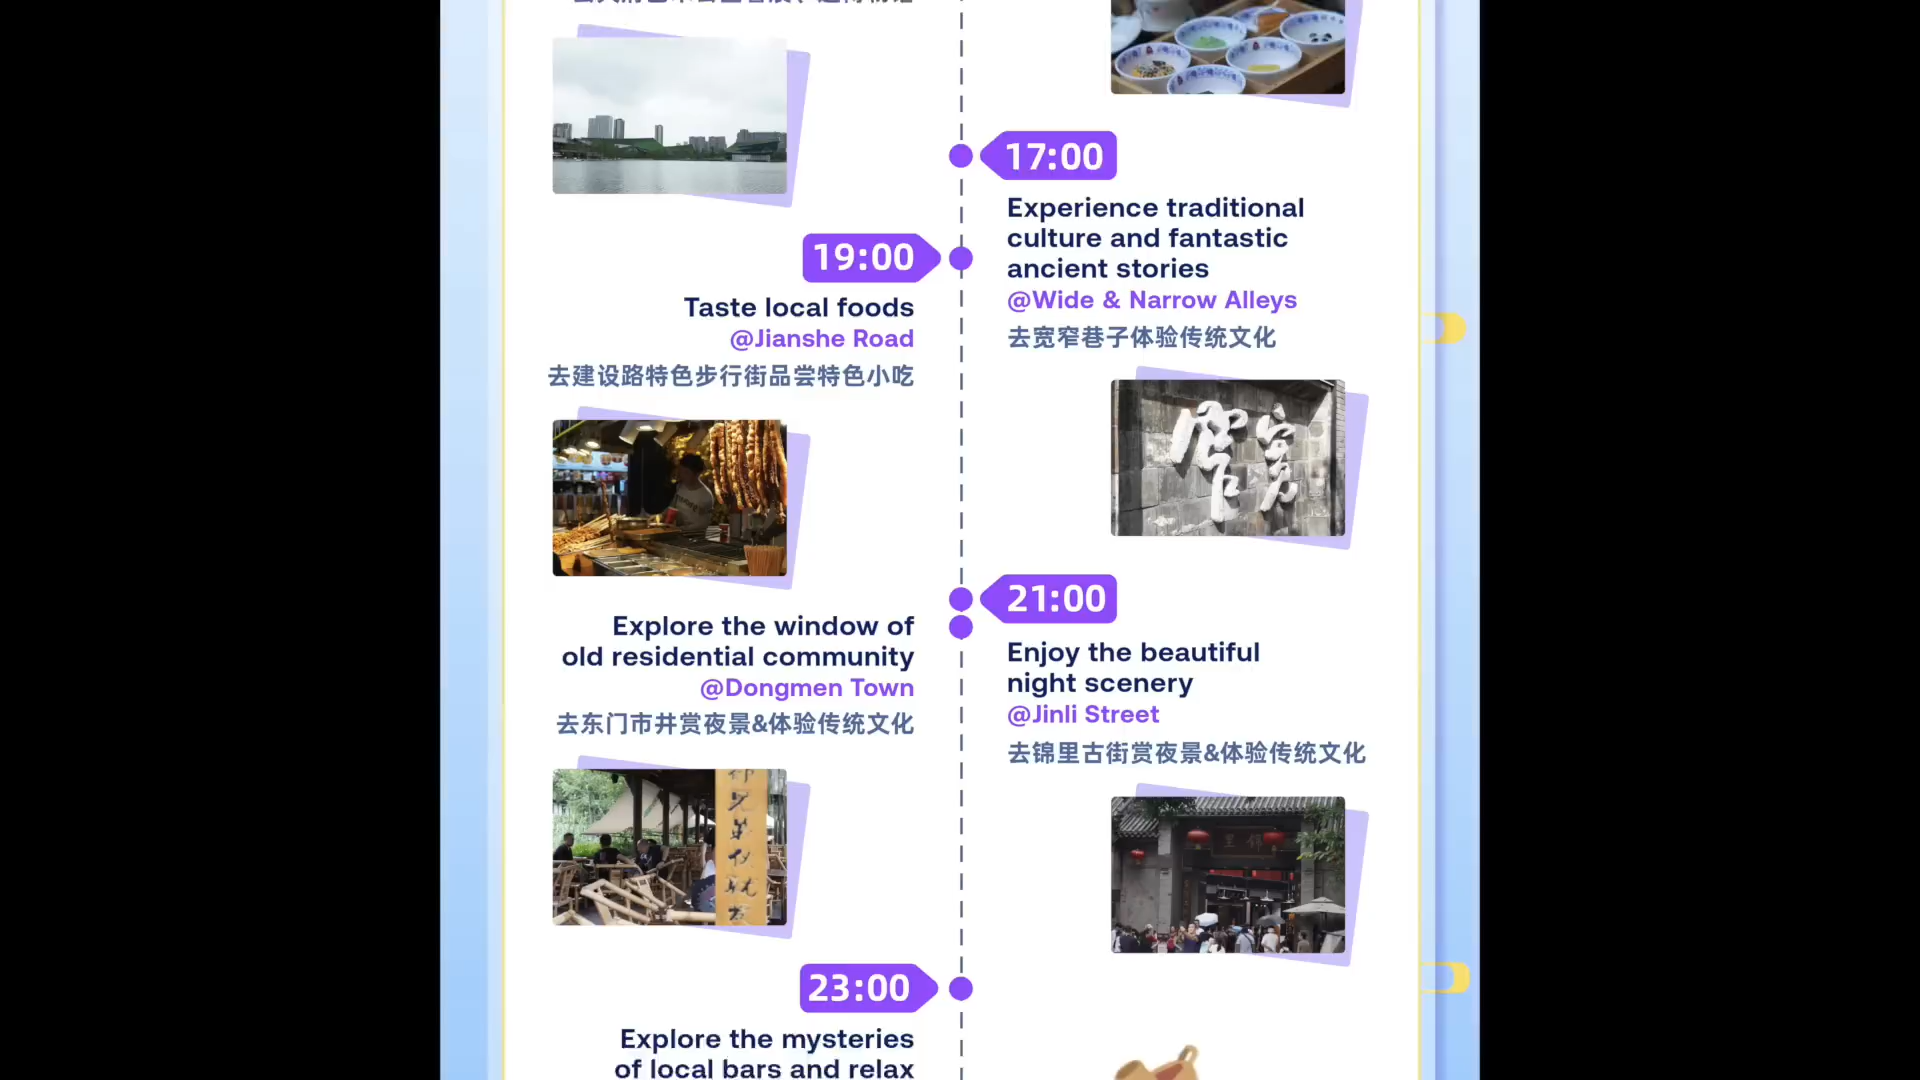 17:00
Experience traditional
culture and fantastic
ancient stories
@Wide & Narrow Alleys
去宽窄巷子体验传统文化
19:00
Taste local foods
@Jianshe Road
去建设路特色步行街品尝特色小吃
窄 宽
21:00
Explore the window of
old residential community
@Dongmen Town
去东门市井赏夜景&体验传统文化
Enjoy the beautiful
night scenery
@Jinli Street
去锦里古街赏夜景&体验传统文化
里 锦
23:00
Explore the mysteries
of local bars and relax